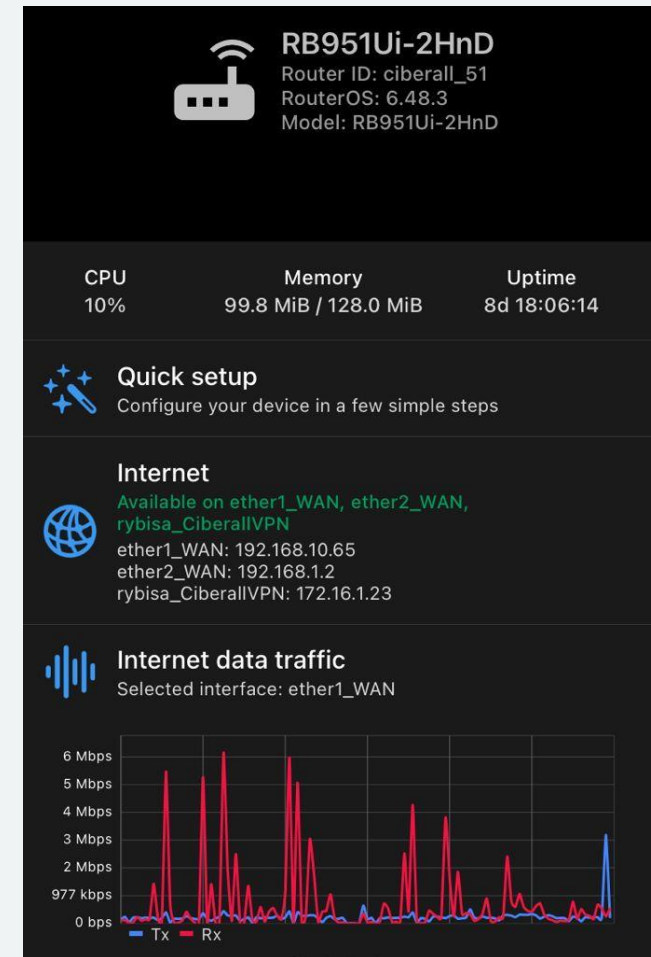 RB951Ui-2HnD
Router ID: ciberall_51
RouterOS: 6.48.3
Model: RB951Ui-2HnD
CPU Memory Uptime
10% 99.8 MiB / 128.0 MiB 8d 18:06:14
Quick setup
Configure your device in a few simple steps
Internet
Available on ether1_WAN, ether2_WAN,
rybisa_CiberallVPN
ether1_WAN: 192.168.10.65
ether2_WAN: 192.168.1.2
rybisa_CiberallVPN: 172.16.1.23
Internet data traffic
Selected interface: ether1_WAN
6 Mbps
5 Mbps
4 Mbps
3 Mbps
2 Mbps
977 kbps
0 bps
Tx Rx